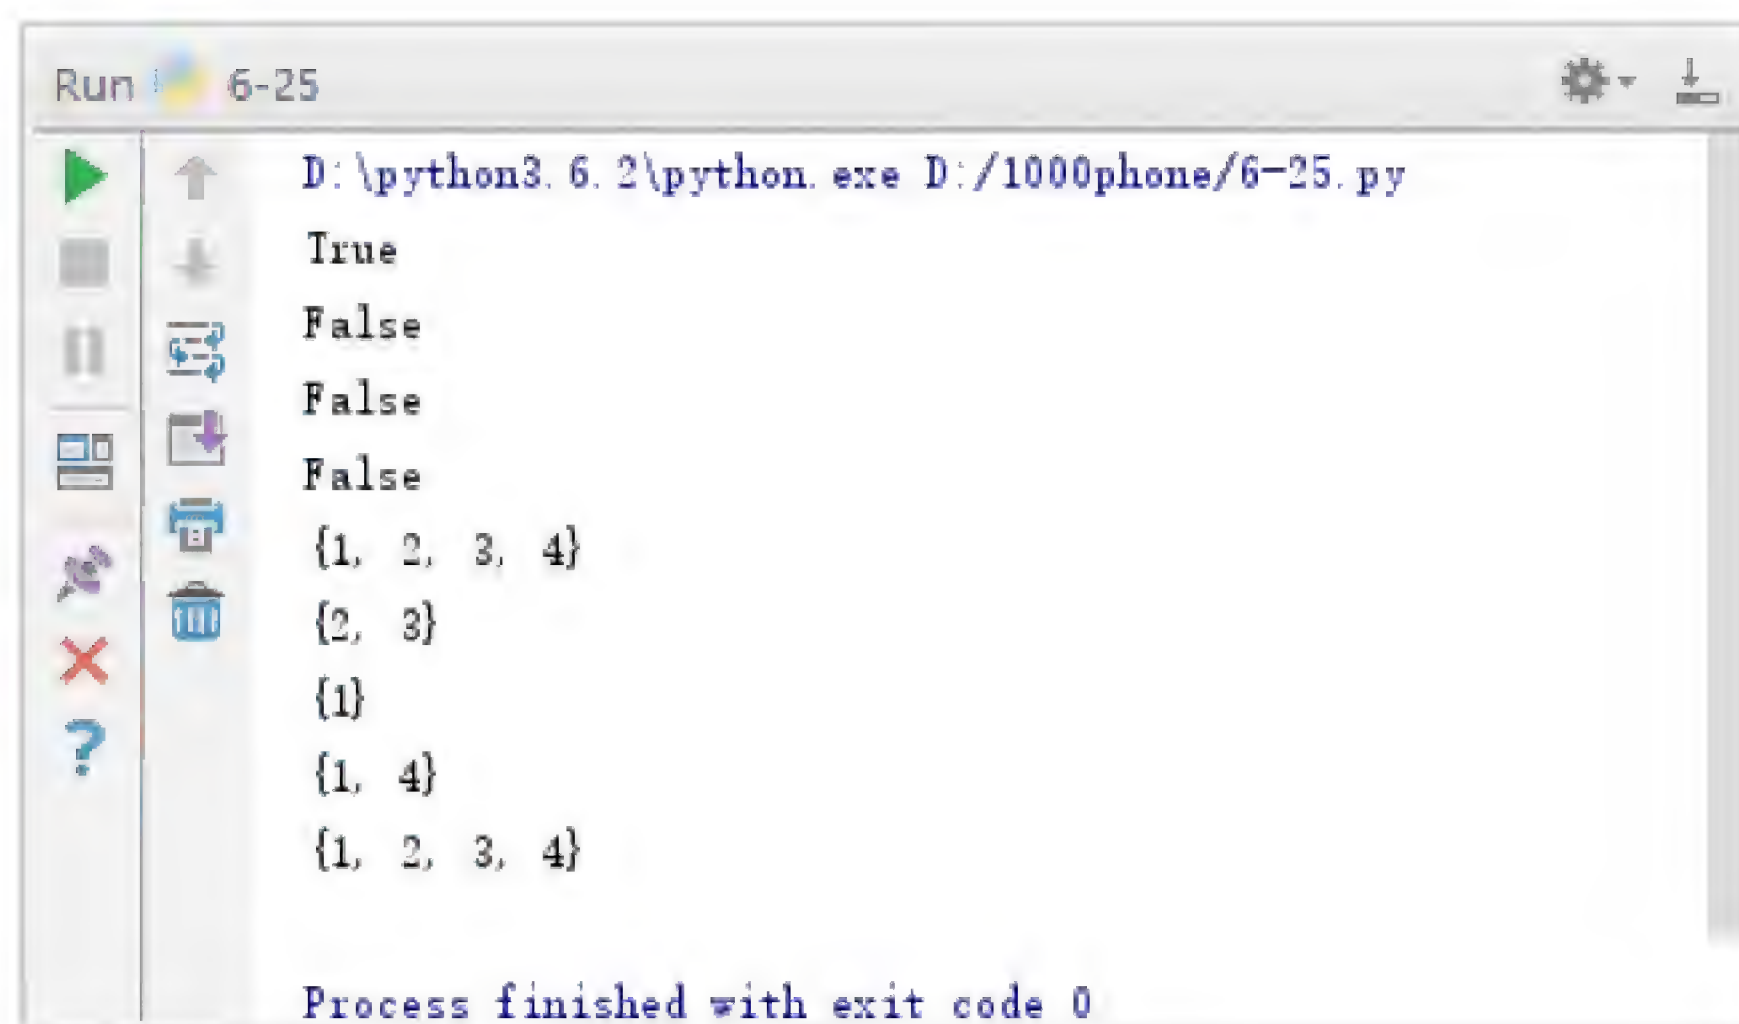 Run 6-25
D:\python3.6.2\python.exe D:/1000phone/6-25.py
True
False
False
False
{1, 2, 3, 4}
{2, 3}
{1}
{1, 4}
{1, 2, 3, 4}
Process finished with exit code 0